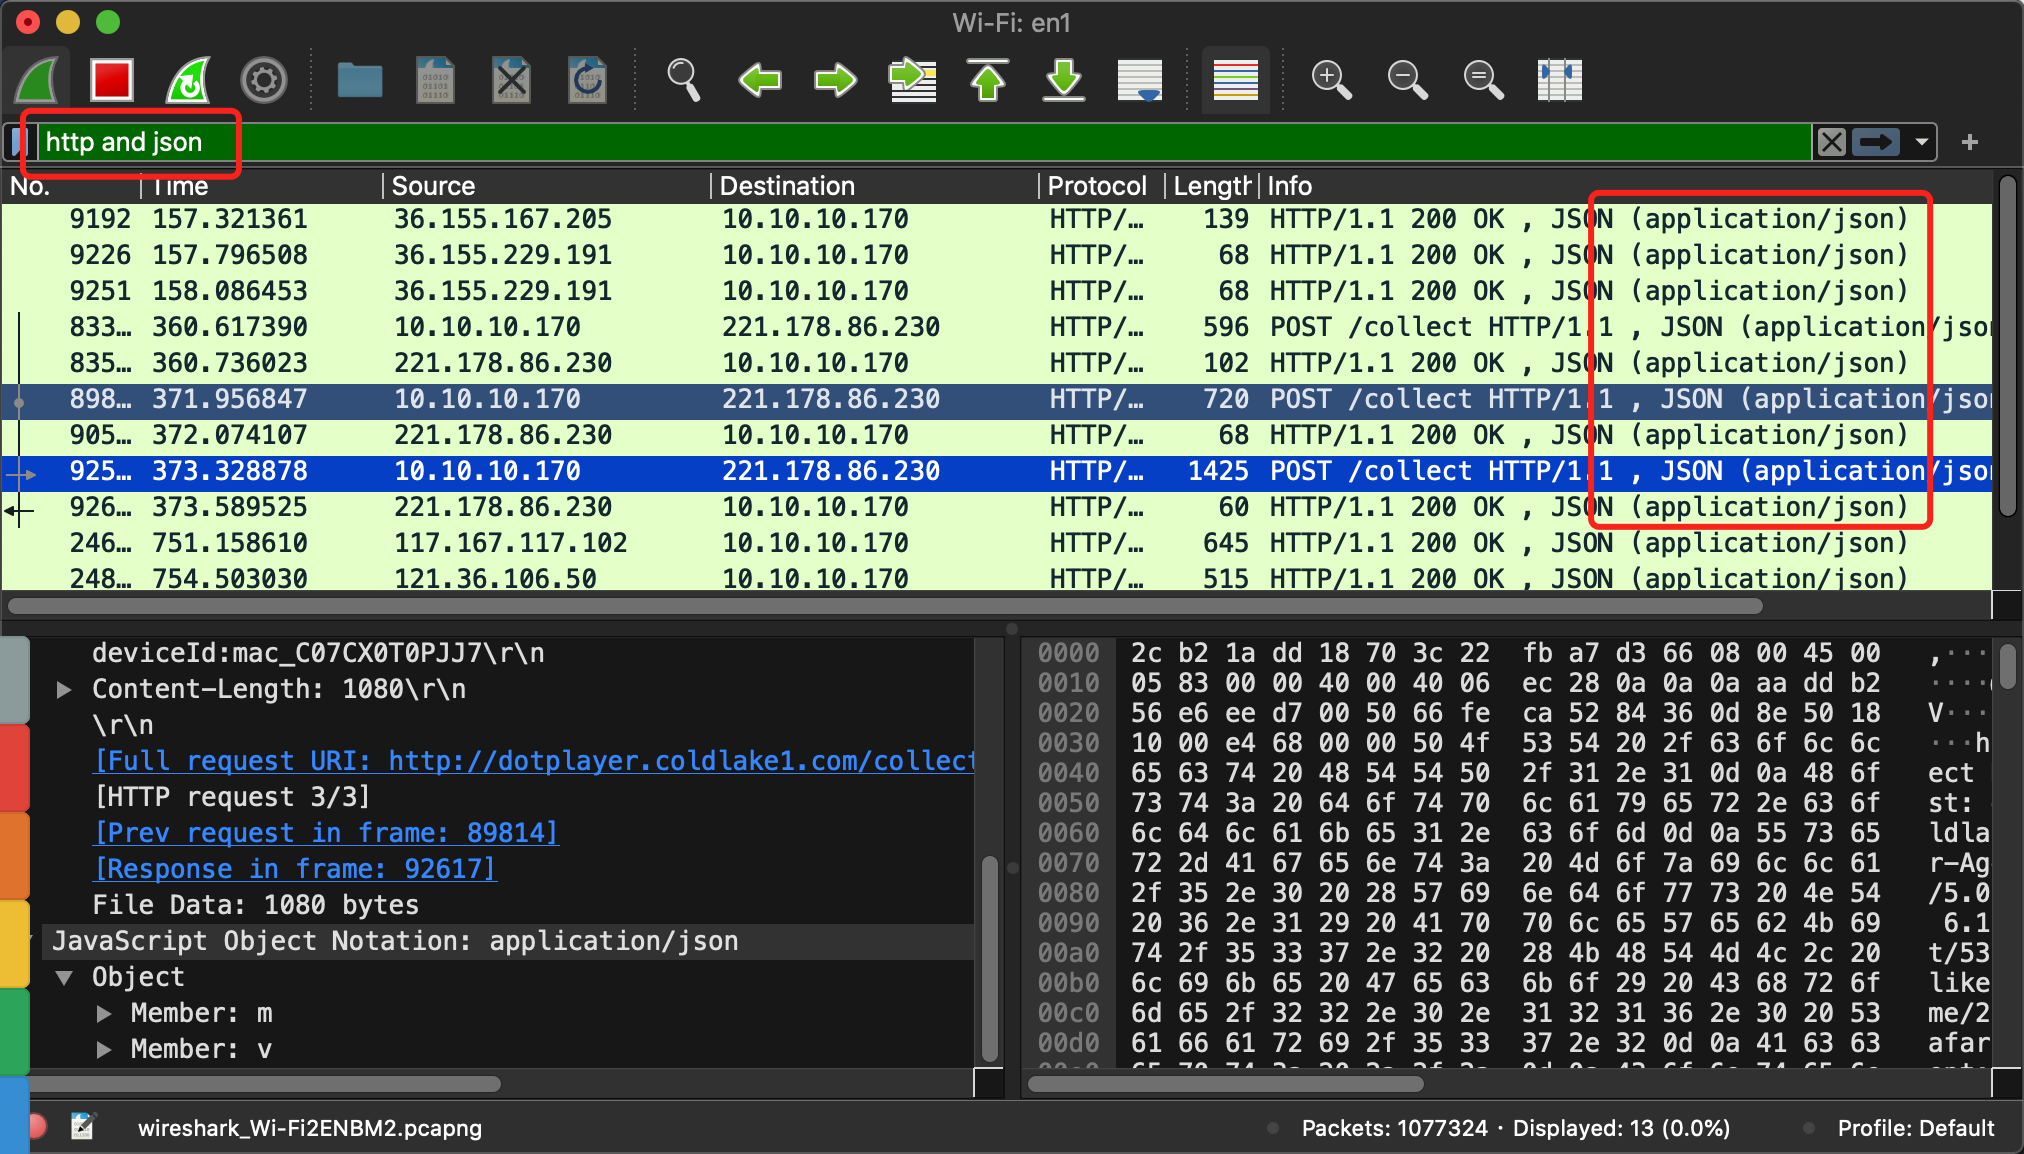 Wi-Fi: en1
http and json
No. Time Source Destination Protocol Length Info
9192 157.321361 36.155.167.205 10.10.10.170 HTTP/… 139 HTTP/1.1 200 OK , JSON (application/json)
9226 157.796508 36.155.229.191 10.10.10.170 HTTP/… 68 HTTP/1.1 200 OK , JSON (application/json)
9251 158.086453 36.155.229.191 10.10.10.170 HTTP/… 68 HTTP/1.1 200 OK , JSON (application/json)
833… 360.617390 10.10.10.170 221.178.86.230 HTTP/… 596 POST /collect HTTP/1.1 , JSON (application/json
835… 360.736023 221.178.86.230 10.10.10.170 HTTP/… 102 HTTP/1.1 200 OK , JSON (application/json)
898… 371.956847 10.10.10.170 221.178.86.230 HTTP/… 720 POST /collect HTTP/1.1 , JSON (application/json
905… 372.074107 221.178.86.230 10.10.10.170 HTTP/… 68 HTTP/1.1 200 OK , JSON (application/json)
925… 373.328878 10.10.10.170 221.178.86.230 HTTP/… 1425 POST /collect HTTP/1.1 , JSON (application/json
926… 373.589525 221.178.86.230 10.10.10.170 HTTP/… 60 HTTP/1.1 200 OK , JSON (application/json)
246… 751.158610 117.167.117.102 10.10.10.170 HTTP/… 645 HTTP/1.1 200 OK , JSON (application/json)
248… 754.503030 121.36.106.50 10.10.10.170 HTTP/… 515 HTTP/1.1 200 OK , JSON (application/json)
deviceId:mac_C07CX0T0PJJ7\r\n
Content-Length: 1080\r\n
\r\n
[Full request URI: http://dotplayer.coldlake1.com/collect
[HTTP request 3/3]
[Prev request in frame: 89814]
[Response in frame: 92617]
File Data: 1080 bytes
JavaScript Object Notation: application/json
Object
Member: m
Member: v
0000 2c b2 1a dd 18 70 3c 22 fb a7 d3 66 08 00 45 00 ,···
0010 05 83 00 00 40 00 40 06 ec 28 0a 0a 0a aa dd b2 ····(
0020 56 e6 ee d7 00 50 66 fe ca 52 84 36 0d 8e 50 18 V···
0030 10 00 e4 68 00 00 50 4f 53 54 20 2f 63 6f 6c 6c ···h
0040 65 63 74 20 48 54 54 50 2f 31 2e 31 0d 0a 48 6f ect
0050 73 74 3a 20 64 6f 74 70 6c 61 79 65 72 2e 63 6f st:
0060 6c 64 6c 61 6b 65 31 2e 63 6f 6d 0d 0a 55 73 65 ldla
0070 72 2d 41 67 65 6e 74 3a 20 4d 6f 7a 69 6c 6c 61 r-Ag
0080 2f 35 2e 30 20 28 57 69 6e 64 6f 77 73 20 4e 54 /5.0
0090 20 36 2e 31 29 20 41 70 70 6c 65 57 65 62 4b 69 6.1
00a0 74 2f 35 33 37 2e 32 20 28 4b 48 54 4d 4c 2c 20 t/53
00b0 6c 69 6b 65 20 47 65 63 6b 6f 29 20 43 68 72 6f like
00c0 6d 65 2f 32 32 2e 30 2e 31 32 31 36 2e 30 20 53 me/2
00d0 61 66 61 72 69 2f 35 33 37 2e 32 0d 0a 41 63 63 afar
wireshark_Wi-Fi2ENBM2.pcapng
Packets: 1077324 · Displayed: 13 (0.0%)
Profile: Default